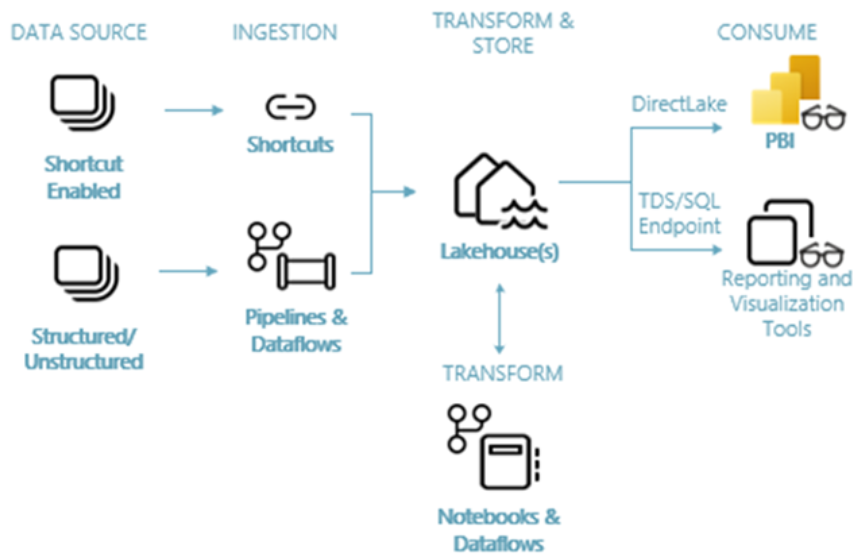 DATA SOURCE
INGESTION
TRANSFORM &
STORE
CONSUME
Shortcut
Enabled
Shortcuts
Structured/
Unstructured
Pipelines &
Dataflows
Lakehouse(s)
DirectLake
PBI
TDS/SQL
Endpoint
Reporting and
Visualization
Tools
TRANSFORM
Notebooks &
Dataflows